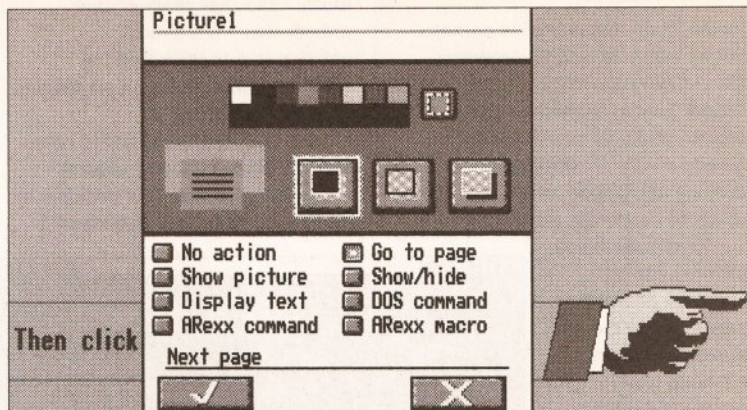 Picture1
No action
Go to page
Show picture
Show/hide
Display text
DOS command
ARexx command
ARexx macro
Then click
Next page